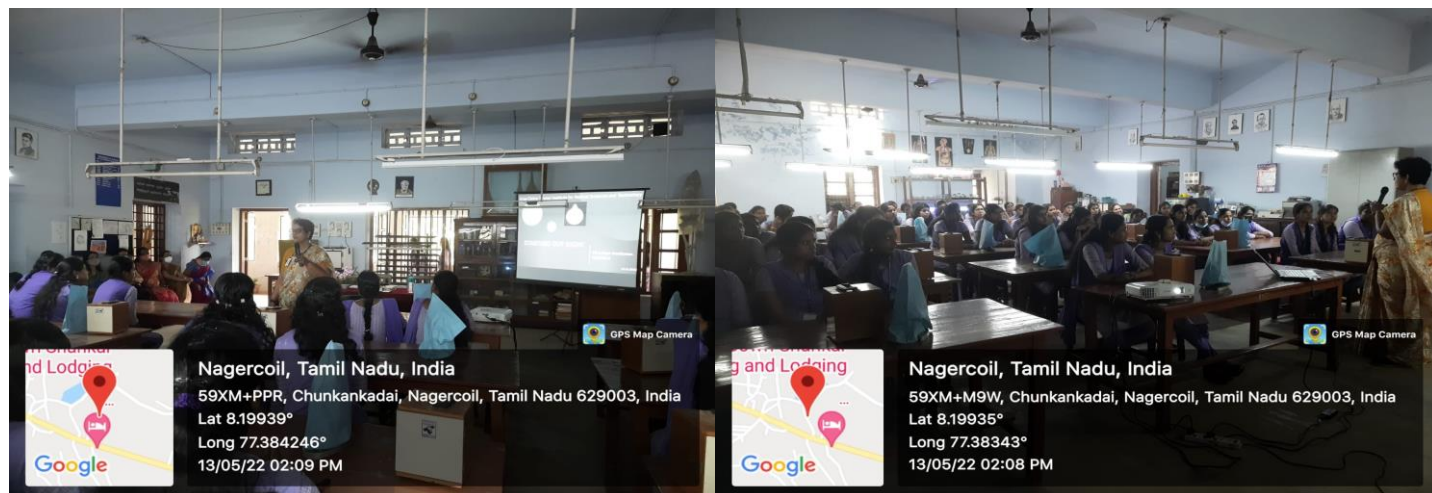 GPS Map Camera
nd Lodging
Google
Nagercoil, Tamil Nadu, India
59XM+PPR, Chunkankadai, Nagercoil, Tamil Nadu 629003, India
Lat 8.19939°
Long 77.384246°
13/05/22 02:09 PM
GPS Map Camera
g and Lodging
Google
Nagercoil, Tamil Nadu, India
59XM+M9W, Chunkankadai, Nagercoil, Tamil Nadu 629003, India
Lat 8.19935°
Long 77.38343°
13/05/22 02:08 PM